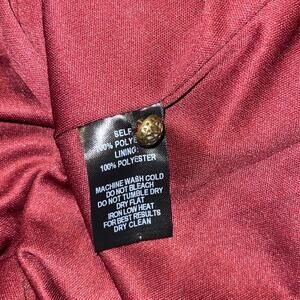 SELF:
100% POLYE
LINING:
100% POLYESTER
MACHINE WASH COLD
DO NOT BLEACH
DO NOT TUMBLE DRY
DRY FLAT
IRON LOW HEAT
FOR BEST RESULTS
DRY CLEAN